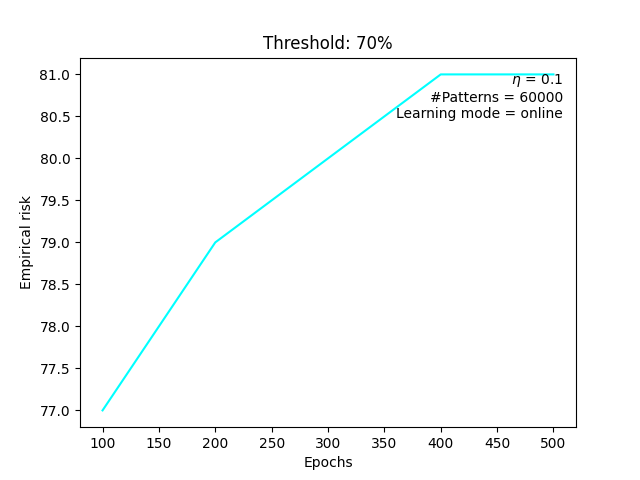 Threshold: 70%
81.0
80.5
80.0
79.5
79.0
78.5
78.0
77.5
77.0
Empirical risk
η = 0.1
#Patterns = 60000
Learning mode = online
100 150 200 250 300 350 400 450 500
Epochs